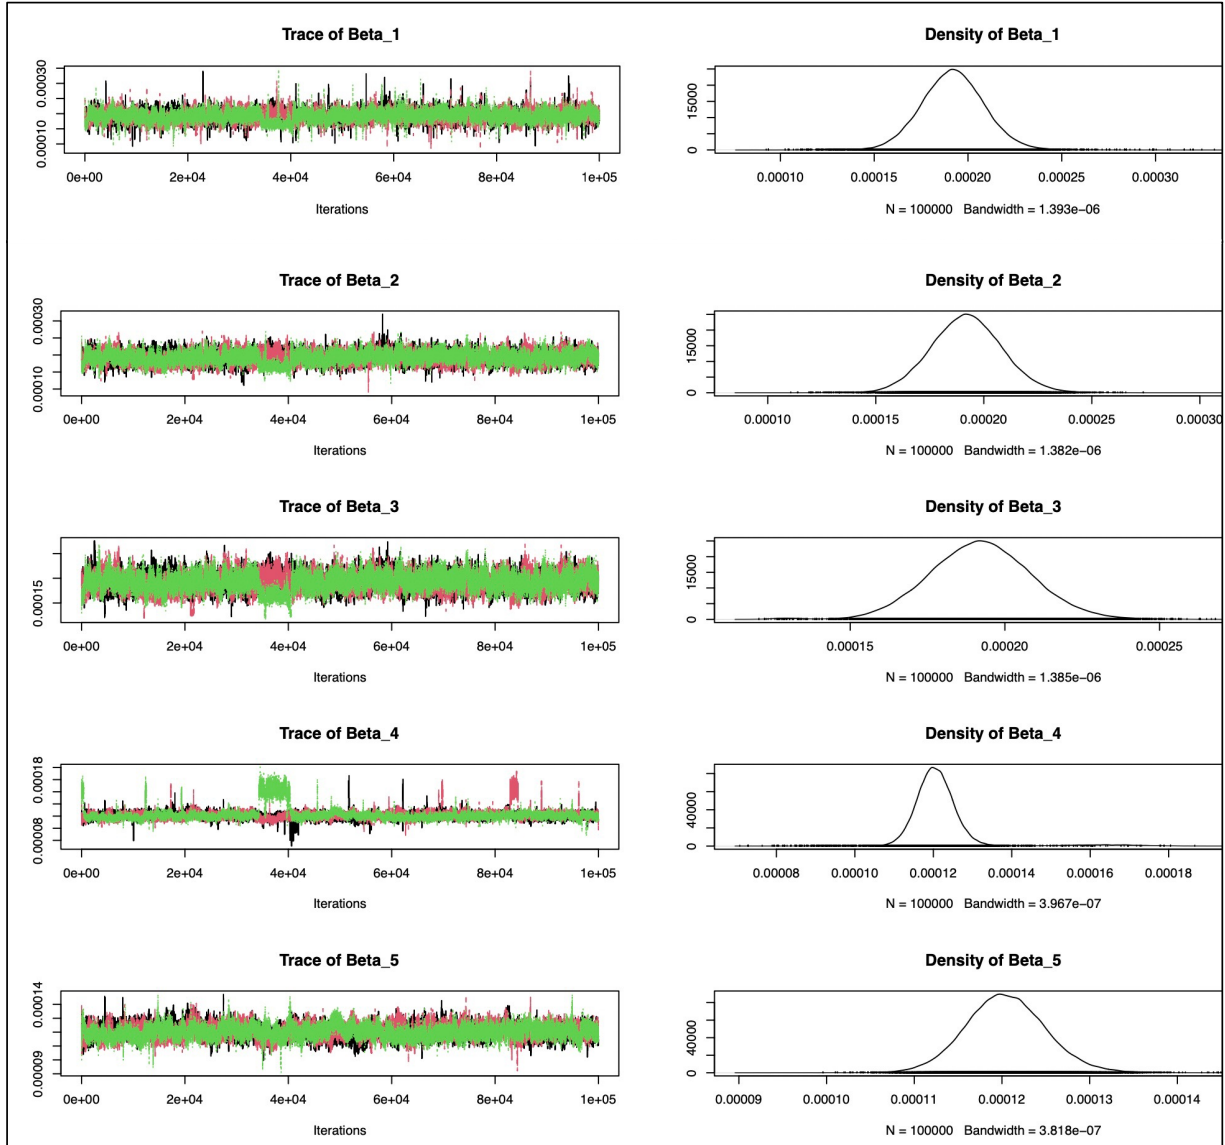 Trace of Beta_1
Density of Beta_1
0.00010 0.00030
0e+00 2e+04 4e+04 6e+04 8e+04 1e+05
Iterations
0 15000
0.00010 0.00015 0.00020 0.00025 0.00030
N = 100000 Bandwidth = 1.393e−06
Trace of Beta_2
Density of Beta_2
0.00010 0.00030
0e+00 2e+04 4e+04 6e+04 8e+04 1e+05
Iterations
0 15000
0.00010 0.00015 0.00020 0.00025 0.00030
N = 100000 Bandwidth = 1.382e−06
Trace of Beta_3
Density of Beta_3
0.00015
0e+00 2e+04 4e+04 6e+04 8e+04 1e+05
Iterations
0 15000
0.00015 0.00020 0.00025
N = 100000 Bandwidth = 1.385e−06
Trace of Beta_4
Density of Beta_4
0.00008 0.00018
0e+00 2e+04 4e+04 6e+04 8e+04 1e+05
Iterations
0 40000
0.00008 0.00010 0.00012 0.00014 0.00016 0.00018
N = 100000 Bandwidth = 3.967e−07
Trace of Beta_5
Density of Beta_5
0.00009 0.00014
0e+00 2e+04 4e+04 6e+04 8e+04 1e+05
Iterations
0 40000
0.00009 0.00010 0.00011 0.00012 0.00013 0.00014
N = 100000 Bandwidth = 3.818e−07